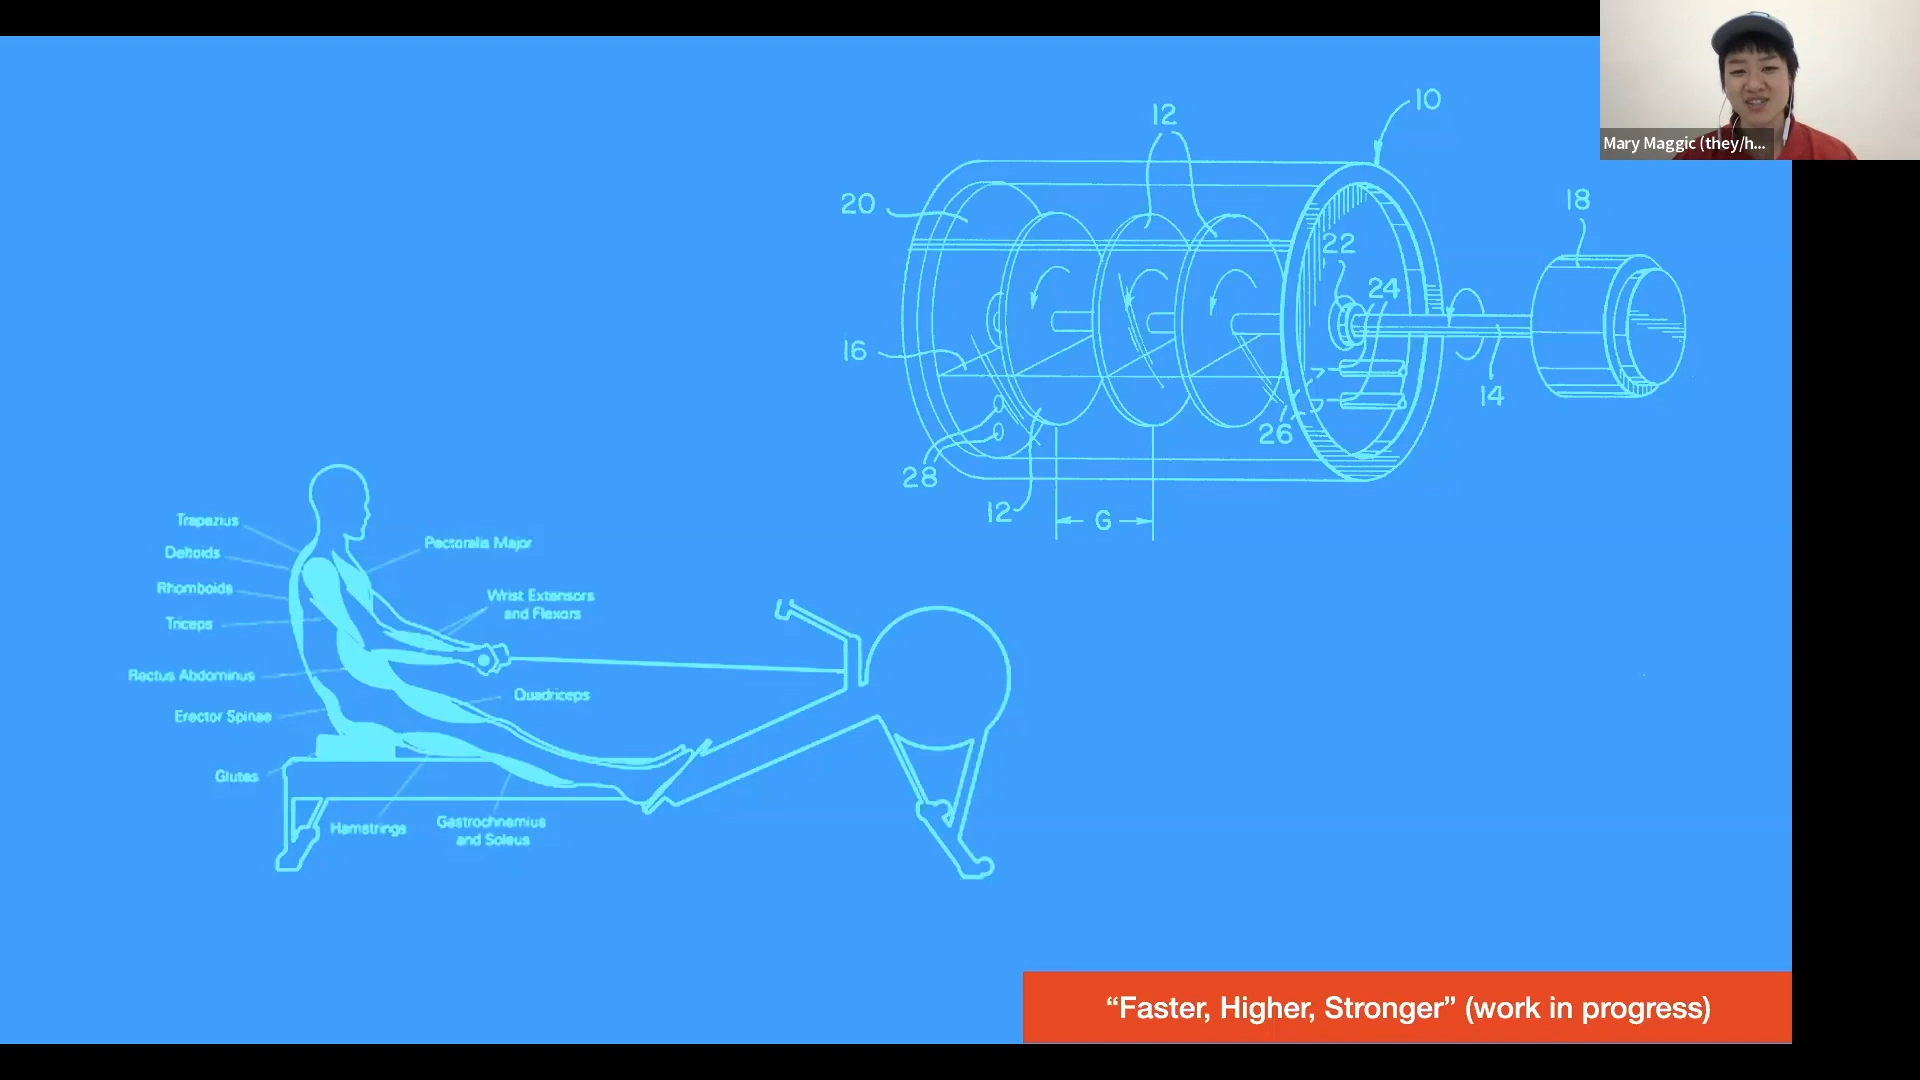 Mary Maggic (they/h...
10
12
18
20
22
24
16
14
26
28
12
G
Trapezius
Deltoids
Pectoralis Major
Rhomboids
Wrist Extensors
and Flexors
Triceps
Rectus Abdominus
Quadriceps
Erector Spinae
Glutes
Hamstrings
Gastrochnemius
and Soleus
“Faster, Higher, Stronger” (work in progress)